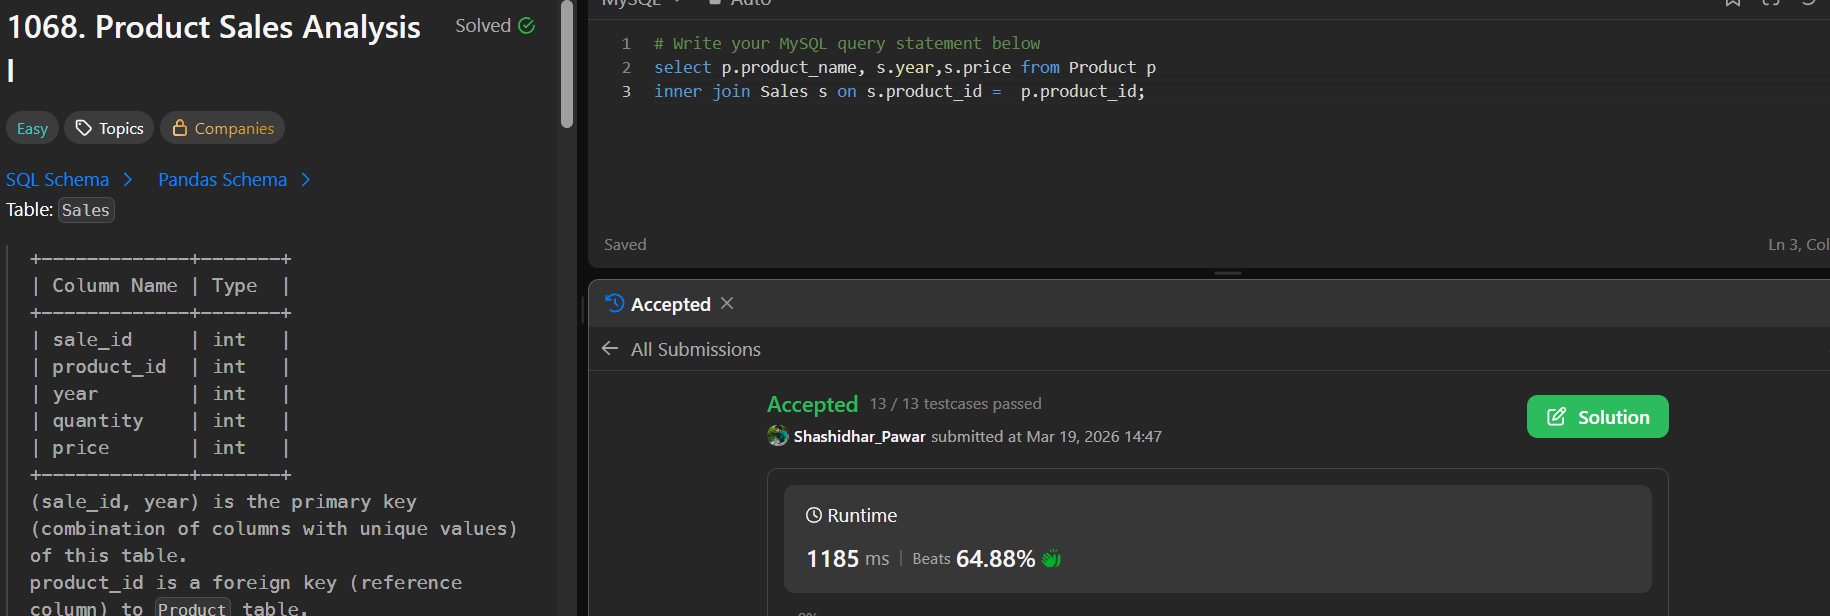 1068. Product Sales Analysis
I
Solved
Easy
Topics
Companies
SQL Schema
Pandas Schema
Table: Sales
+-------------+-------+
| Column Name | Type  |
+-------------+-------+
| sale_id     | int   |
| product_id  | int   |
| year        | int   |
| quantity    | int   |
| price       | int   |
+-------------+-------+
(sale_id, year) is the primary key
(combination of columns with unique values)
of this table.
product_id is a foreign key (reference
column) to Product table.
MySQL
Auto
1 # Write your MySQL query statement below
2 select p.product_name, s.year,s.price from Product p
3 inner join Sales s on s.product_id =  p.product_id;
Saved
Ln 3, Col
Accepted
All Submissions
Accepted 13 / 13 testcases passed
Shashidhar_Pawar submitted at Mar 19, 2026 14:47
Solution
Runtime
1185 ms | Beats 64.88%